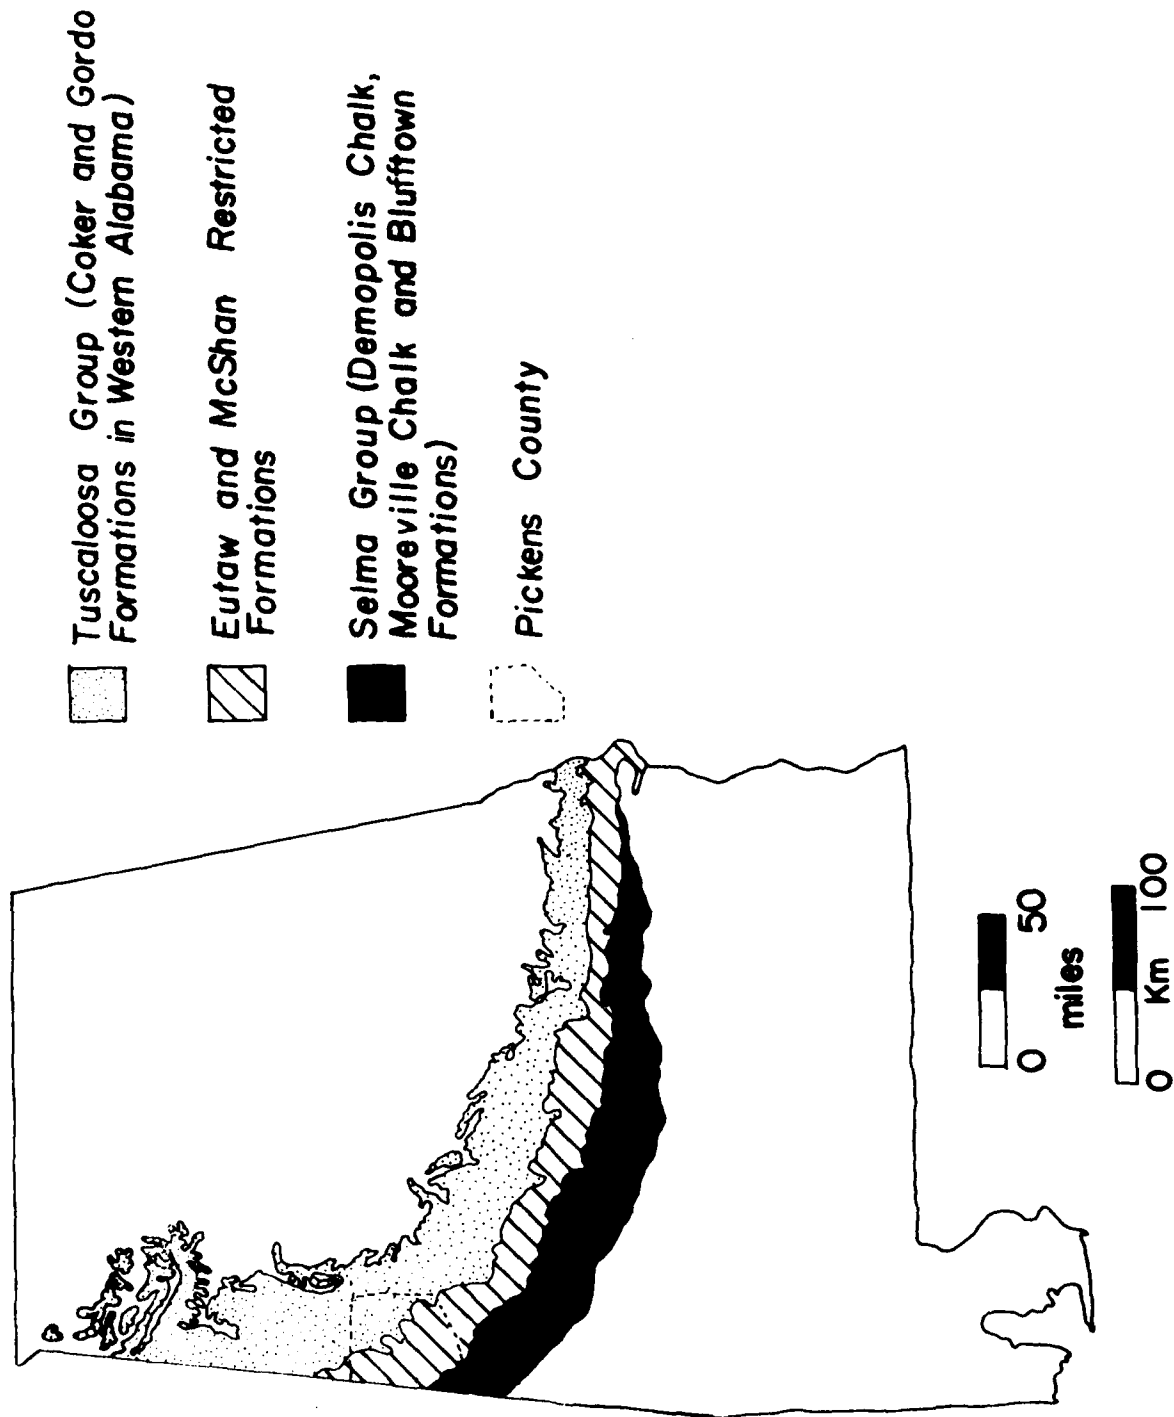 Tuscaloosa Group (Coker and Gordo
Formations in Western Alabama)
Eutaw and McShan Restricted
Formations
Selma Group (Demopolis Chalk,
Mooreville Chalk and Blufftown
Formations)
Pickens County
0 50
miles
0 100
Km